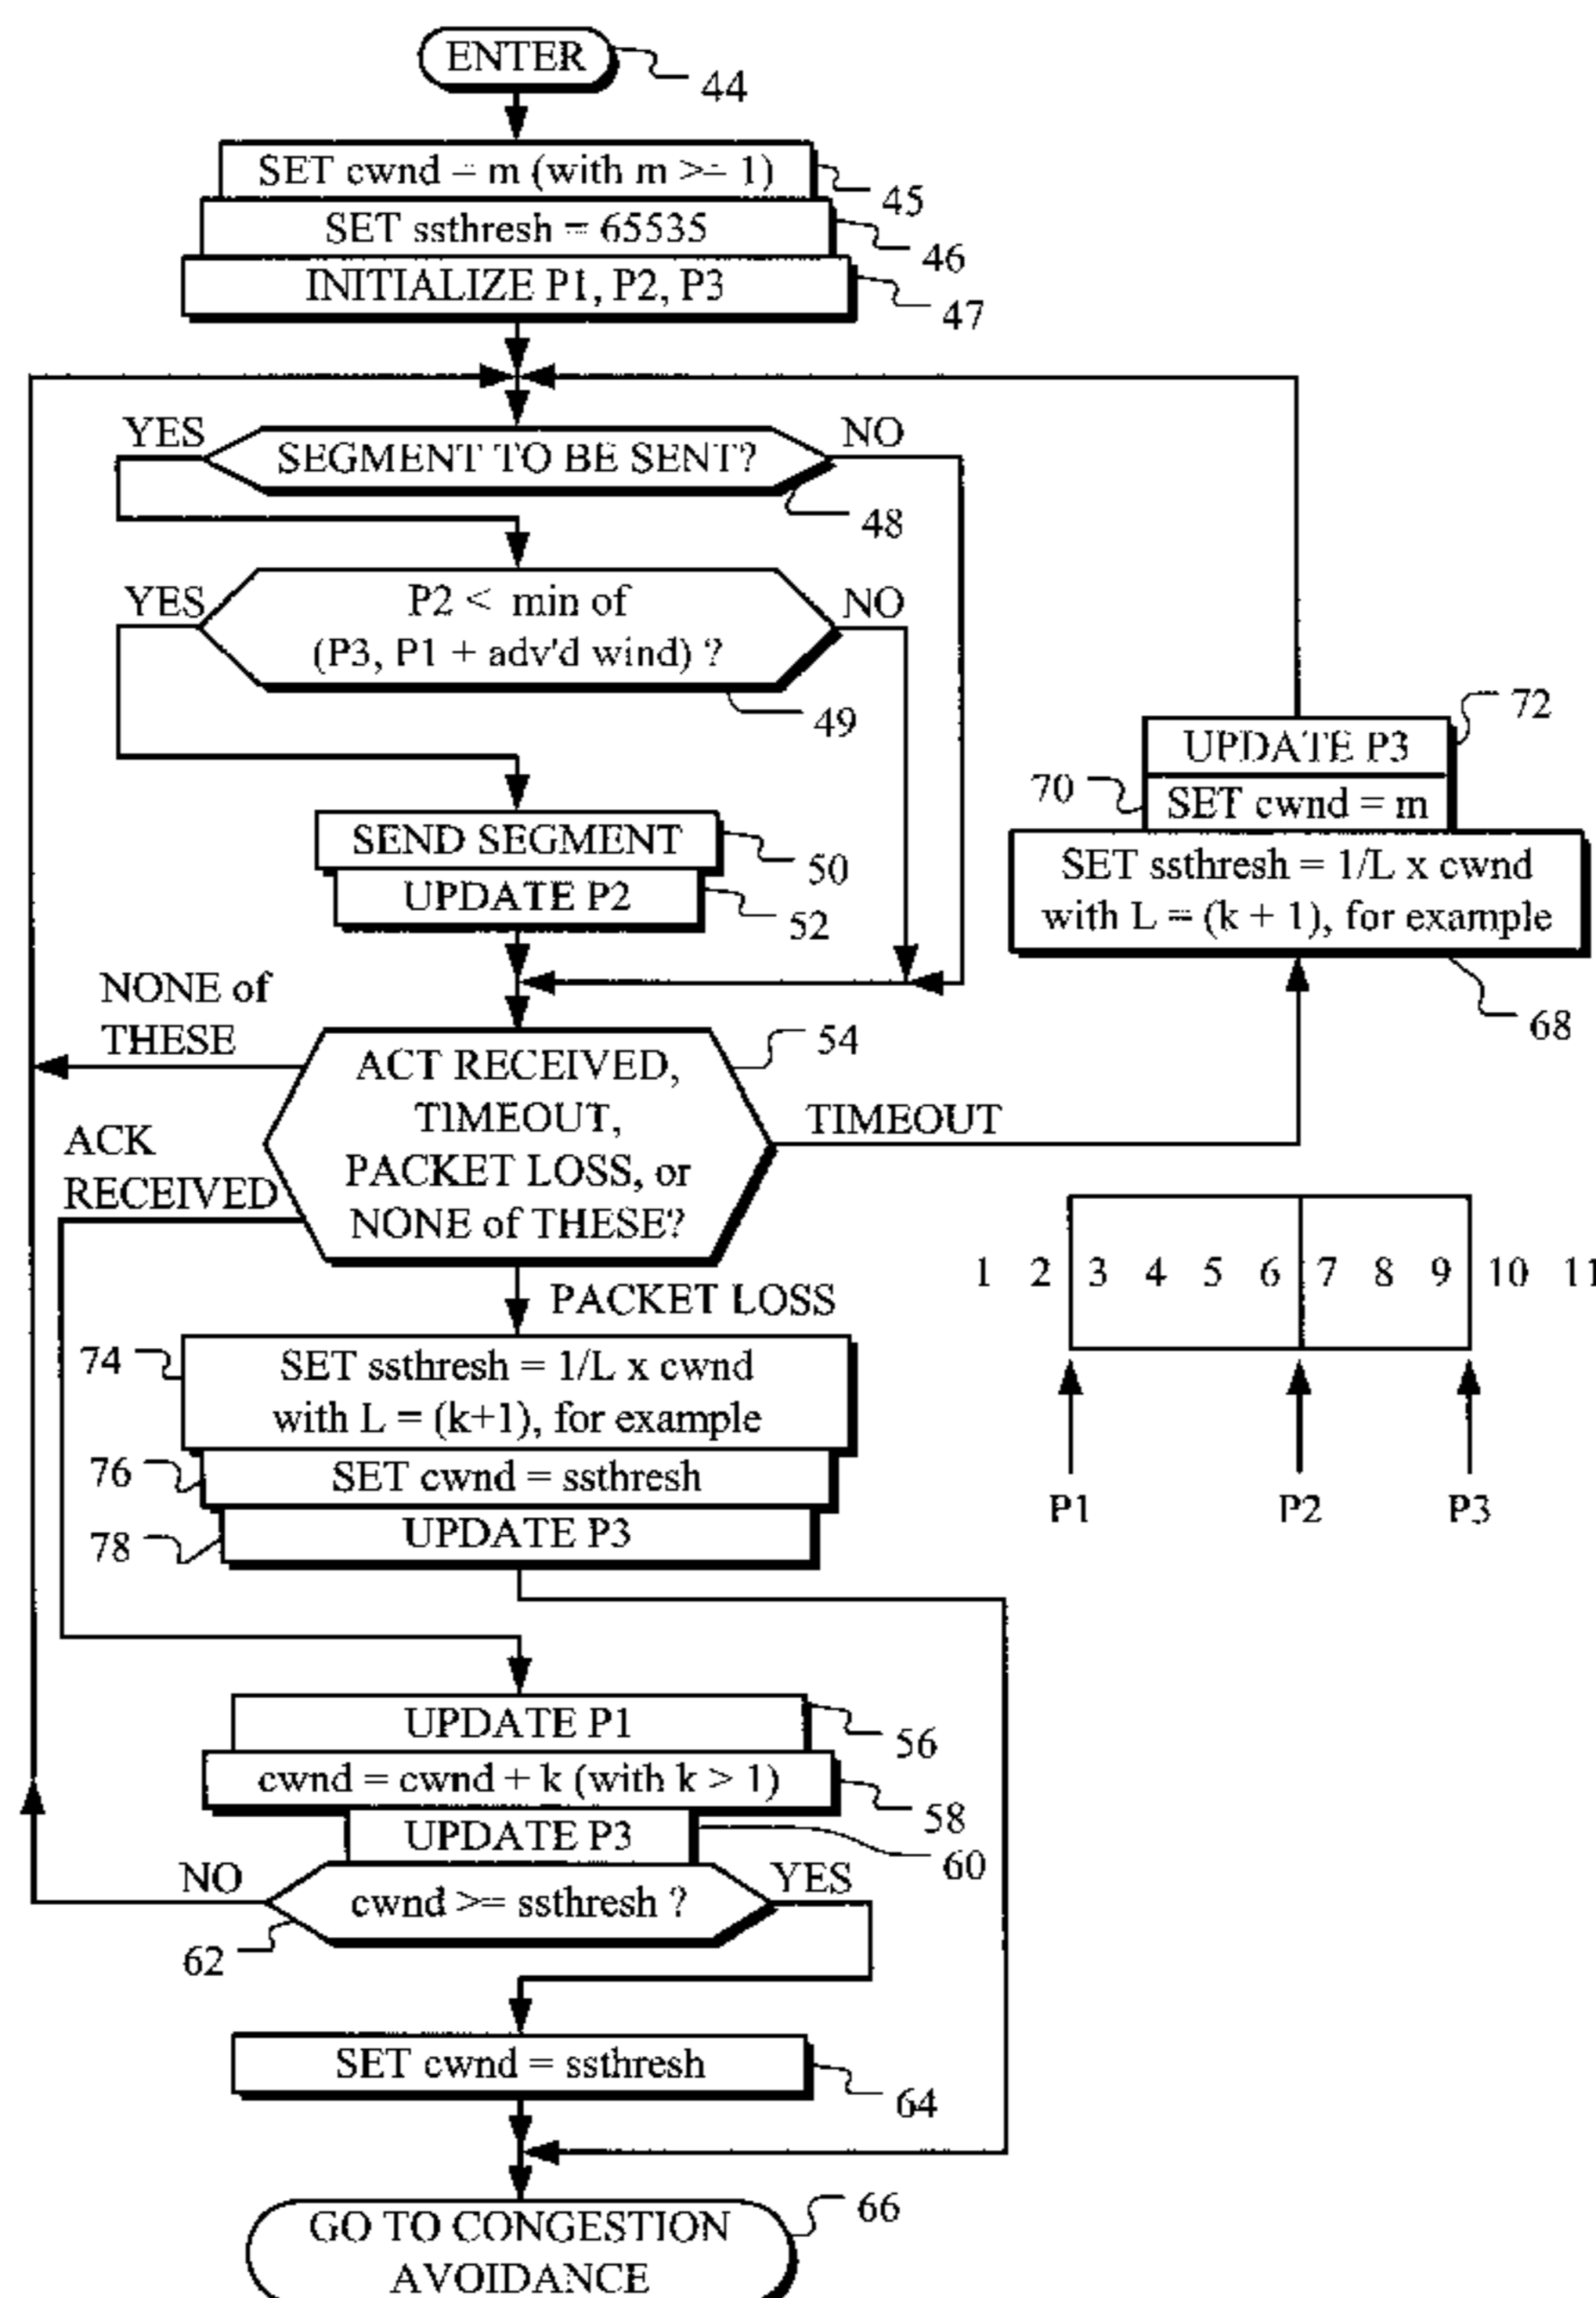 ENTER
44
SET cwnd = m (with m >= 1)
45
SET ssthresh = 65535
46
INITIALIZE P1, P2, P3
47
YES
SEGMENT TO BE SENT?
NO
48
YES
P2 < min of
(P3, P1 + adv'd wind) ?
NO
49
SEND SEGMENT
50
UPDATE P2
52
72
UPDATE P3
70
SET cwnd = m
SET ssthresh = 1/L x cwnd
with L = (k + 1), for example
68
NONE of
THESE
54
ACT RECEIVED,
TIMEOUT,
PACKET LOSS, or
NONE of THESE?
TIMEOUT
ACK
RECEIVED
PACKET LOSS
1 2 3 4 5 6 7 8 9 10 11
P1 P2 P3
74
SET ssthresh = 1/L x cwnd
with L = (k+1), for example
76
SET cwnd = ssthresh
78
UPDATE P3
UPDATE P1
56
cwnd = cwnd + k (with k > 1)
58
UPDATE P3
60
NO
cwnd >= ssthresh ?
YES
62
SET cwnd = ssthresh
64
GO TO CONGESTION
AVOIDANCE
66